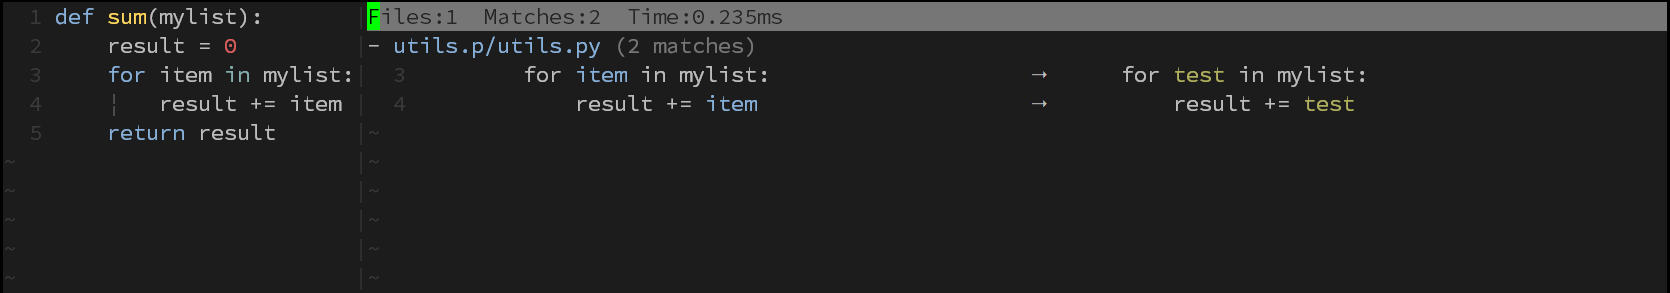 1 def sum(mylist):
2     result = 0
3     for item in mylist:
4     ¦   result += item
5     return result
~
~
~
~
~
Files:1  Matches:2  Time:0.235ms
- utils.p/utils.py (2 matches)
3         for item in mylist:                    →      for test in mylist:
4             result += item                     →          result += test
~
~
~
~
~
~